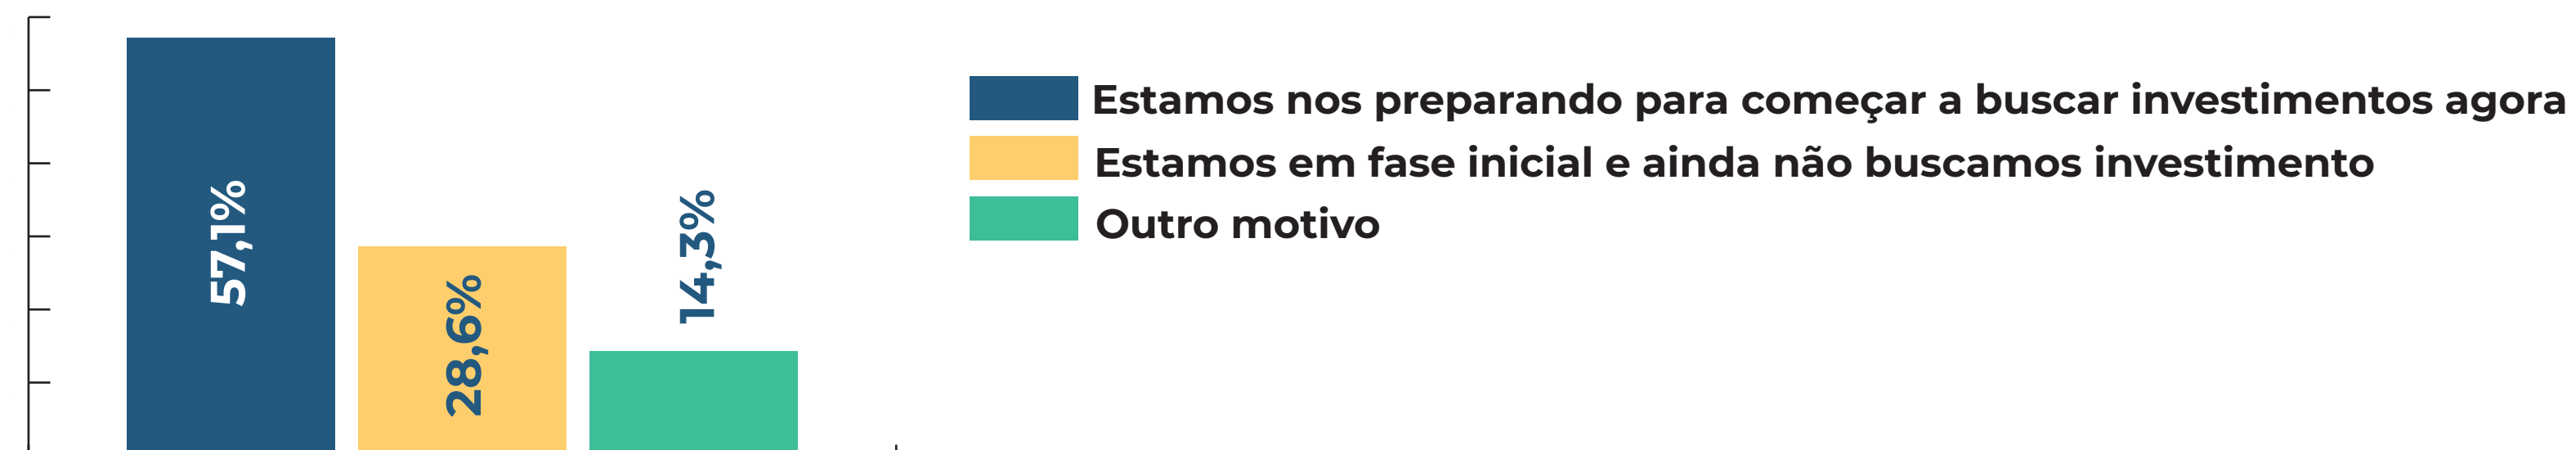 57,1%
28,6%
14,3%
Estamos nos preparando para começar a buscar investimentos agora
Estamos em fase inicial e ainda não buscamos investimento
Outro motivo